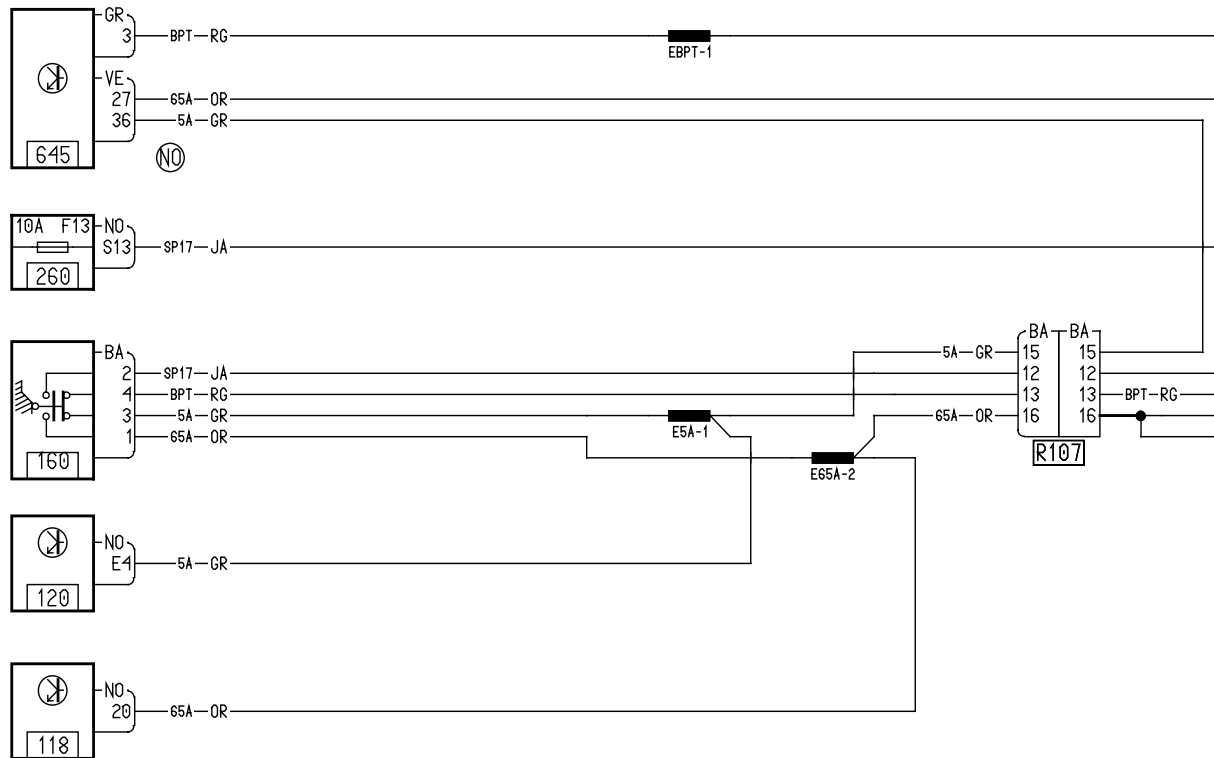 GR
3 BPT RG
EBPT-1
VE
27 65A OR
36 5A GR
645
NO
10A F13 NO
S13 SP17 JA
260
BA BA
BA
5A GR 15 15
2 SP17 JA 12 12
4 BPT RG 13 13 BPT RG
3 5A GR 65A OR 16 16
E5A-1
1 65A OR
R107
160
E65A-2
NO
E4 5A GR
120
NO
20 65A OR
118